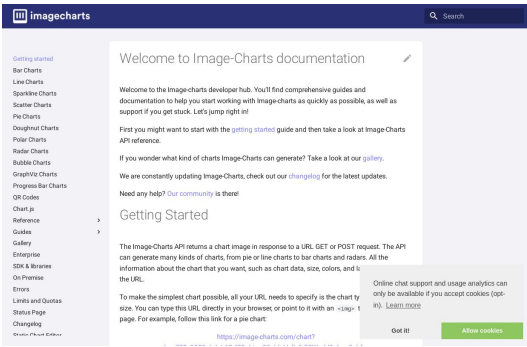 imagecharts
Search
Getting started
Bar Charts
Line Charts
Sparkline Charts
Scatter Charts
Pie Charts
Doughnut Charts
Polar Charts
Radar Charts
Bubble Charts
GraphViz Charts
Progress Bar Charts
QR Codes
Chart.js
Reference
Guides
Gallery
Enterprise
SDK & libraries
On Premise
Errors
Limits and Quotas
Status Page
Changelog
Static Chart Editor
Welcome to Image-Charts documentation
Welcome to the Image-charts developer hub. You'll find comprehensive guides and
documentation to help you start working with Image-charts as quickly as possible, as well as
support if you get stuck. Let's jump right in!
First you might want to start with the getting started guide and then take a look at Image-Charts
API reference.
If you wonder what kind of charts Image-Charts can generate? Take a look at our gallery.
We are constantly updating Image-Charts, check out our changelog for the latest updates.
Need any help? Our community is there!
Getting Started
The Image-Charts API returns a chart image in response to a URL GET or POST request. The API
can generate many kinds of charts, from pie or line charts to bar charts and radars. All the
information about the chart that you want, such as chart data, size, colors, and
the URL.
To make the simplest chart possible, all your URL needs to specify is the chart
size. You can type this URL directly in your browser, or point to it with an <img>
page. For example, follow this link for a pie chart:
https://image-charts.com/chart?
Online chat support and usage analytics can
only be available if you accept cookies (opt-
in). Learn more
Got it!
Allow cookies